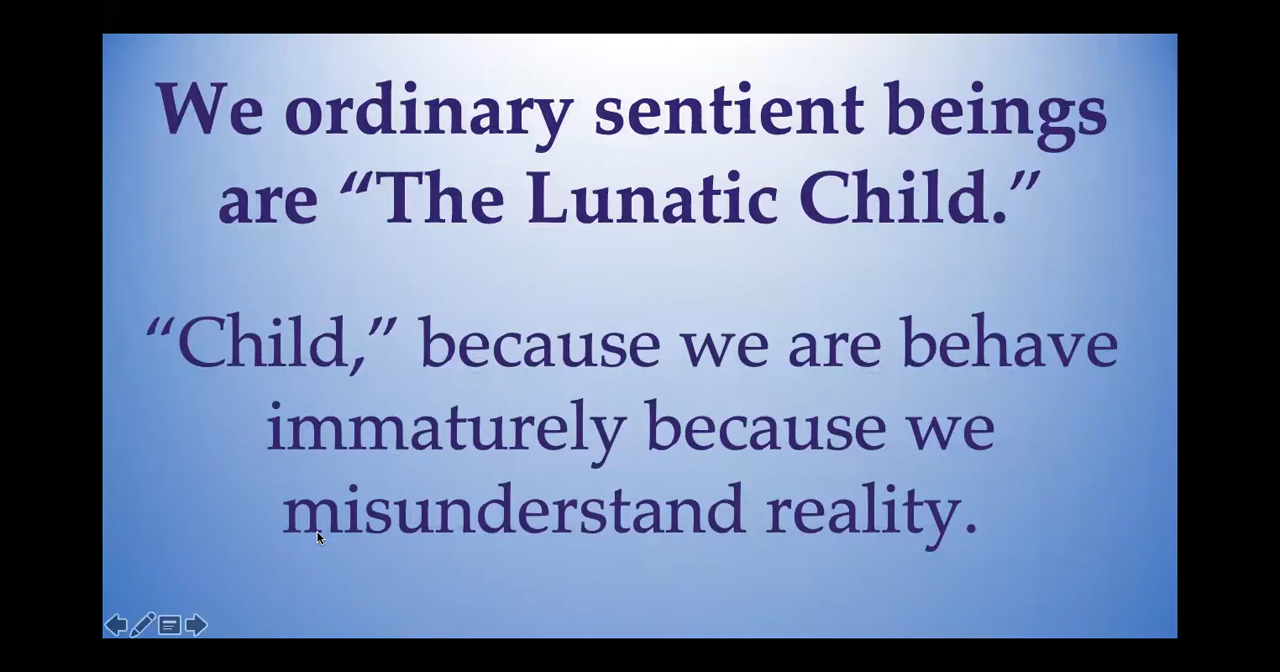 We ordinary sentient beings
are “The Lunatic Child.”
“Child,” because we are behave
immaturely because we
misunderstand reality.